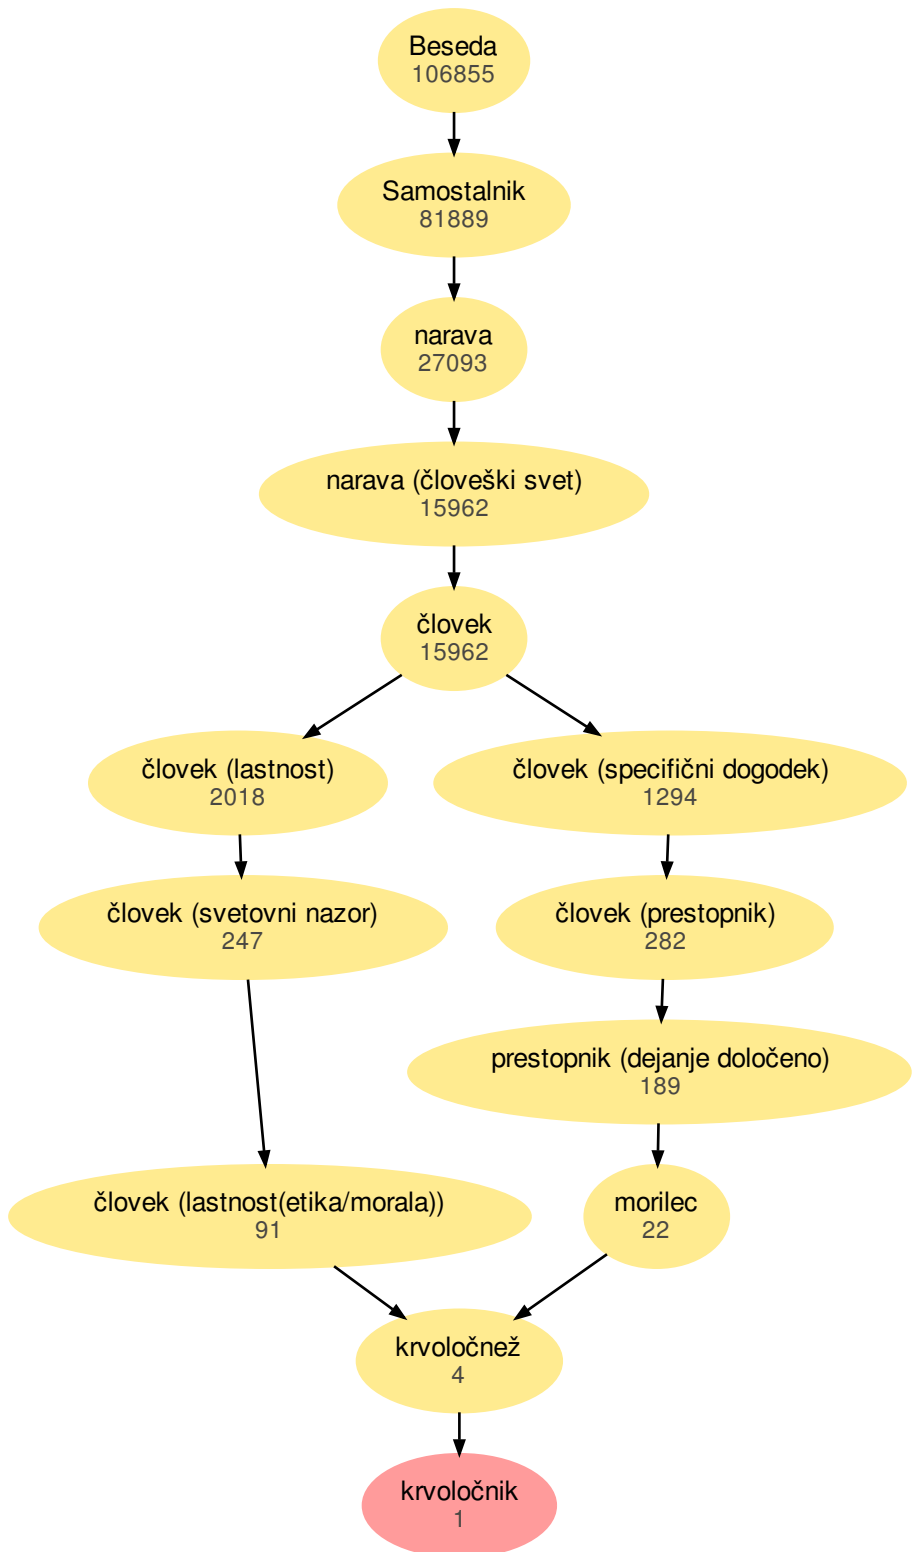 Beseda
106855
Samostalnik
81889
narava
27093
narava (človeški svet)
15962
človek
15962
človek (lastnost)
2018
človek (specifični dogodek)
1294
človek (svetovni nazor)
247
človek (prestopnik)
282
prestopnik (dejanje določeno)
189
človek (lastnost(etika/morala))
91
morilec
22
krvoločnež
4
krvoločnik
1